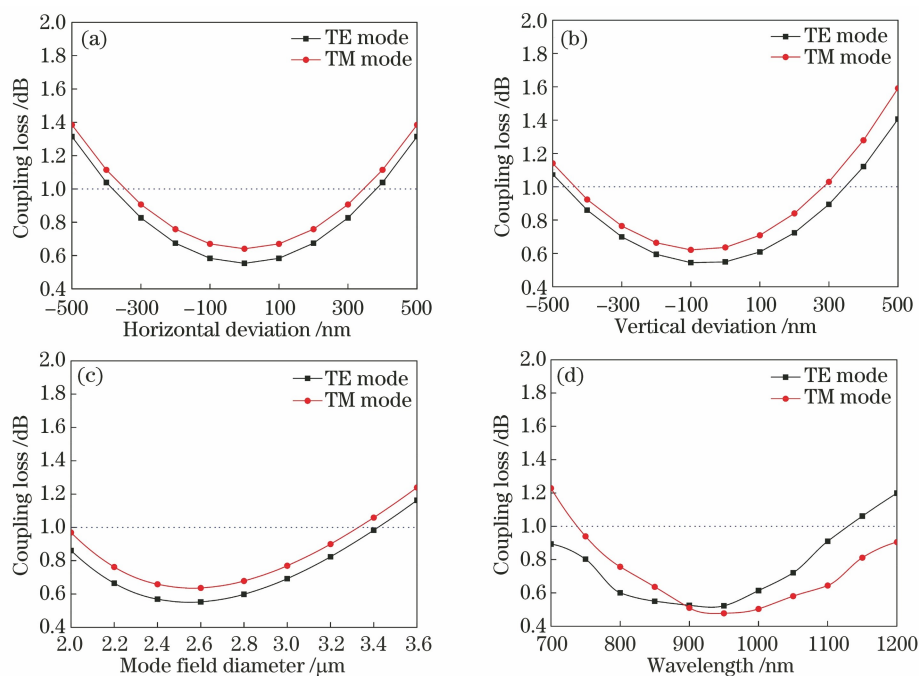 (a)
TE mode
TM mode
Coupling loss /dB
2.0
1.8
1.6
1.4
1.2
1.0
0.8
0.6
0.4
−500 −300 −100 100 300 500
Horizontal deviation /nm
(b)
TE mode
TM mode
Coupling loss /dB
2.0
1.8
1.6
1.4
1.2
1.0
0.8
0.6
0.4
−500 −300 −100 100 300 500
Vertical deviation /nm
(c)
TE mode
TM mode
Coupling loss /dB
2.0
1.8
1.6
1.4
1.2
1.0
0.8
0.6
0.4
2.0 2.2 2.4 2.6 2.8 3.0 3.2 3.4 3.6
Mode field diameter /μm
(d)
TE mode
TM mode
Coupling loss /dB
2.0
1.8
1.6
1.4
1.2
1.0
0.8
0.6
0.4
700 800 900 1000 1100 1200
Wavelength /nm